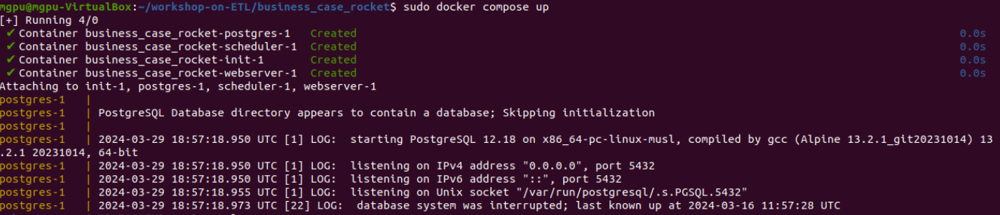 mgpu@mgpu-VirtualBox:~/workshop-on-ETL/business_case_rocket$ sudo docker compose up
[+] Running 4/0
✔ Container business_case_rocket-postgres-1   Created   0.0s
✔ Container business_case_rocket-scheduler-1  Created   0.0s
✔ Container business_case_rocket-init-1       Created   0.0s
✔ Container business_case_rocket-webserver-1  Created   0.0s
Attaching to init-1, postgres-1, scheduler-1, webserver-1
postgres-1   |
postgres-1   | PostgreSQL Database directory appears to contain a database; Skipping initialization
postgres-1   |
postgres-1   | 2024-03-29 18:57:18.950 UTC [1] LOG:  starting PostgreSQL 12.18 on x86_64-pc-linux-musl, compiled by gcc (Alpine 13.2.1_git20231014) 13
.2.1 20231014, 64-bit
postgres-1   | 2024-03-29 18:57:18.950 UTC [1] LOG:  listening on IPv4 address "0.0.0.0", port 5432
postgres-1   | 2024-03-29 18:57:18.950 UTC [1] LOG:  listening on IPv6 address "::", port 5432
postgres-1   | 2024-03-29 18:57:18.955 UTC [1] LOG:  listening on Unix socket "/var/run/postgresql/.s.PGSQL.5432"
postgres-1   | 2024-03-29 18:57:18.973 UTC [22] LOG:  database system was interrupted; last known up at 2024-03-16 11:57:28 UTC